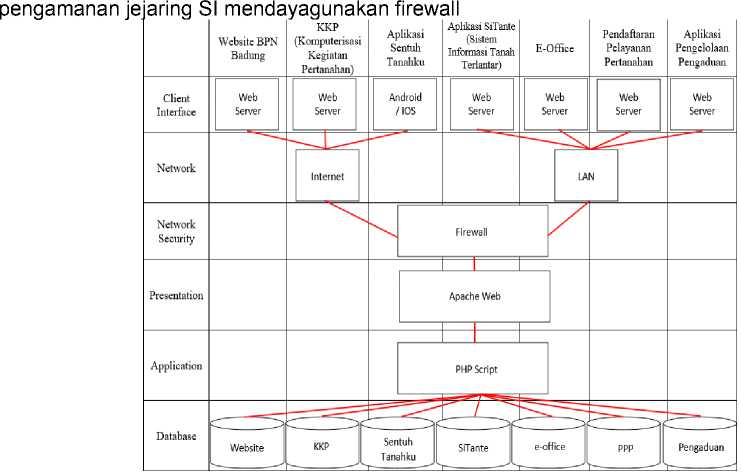 pengamanan jejaring SI mendayagunakan firewall
Website BPN
Badung
KKP
(Komputerisasi
Kegiatan
Pertanahan)
Aplikasi
Sentuh
Tanahku
Aplikasi SiTante
(Sistem
Informasi Tanah
Terlantar)
E-Office
Pendaftaran
Pelayanan
Pertanahan
Aplikasi
Pengelolaan
Pengaduan
Client
Interface
Web
Server
Web
Server
Android
/ IOS
Web
Server
Web
Server
Web
Server
Web
Server
Network
Internet
LAN
Network
Security
Firewall
Presentation
Apache Web
Application
PHP Script
Database
Website
KKP
Sentuh
Tanahku
SiTante
e-office
PPP
Pengaduan